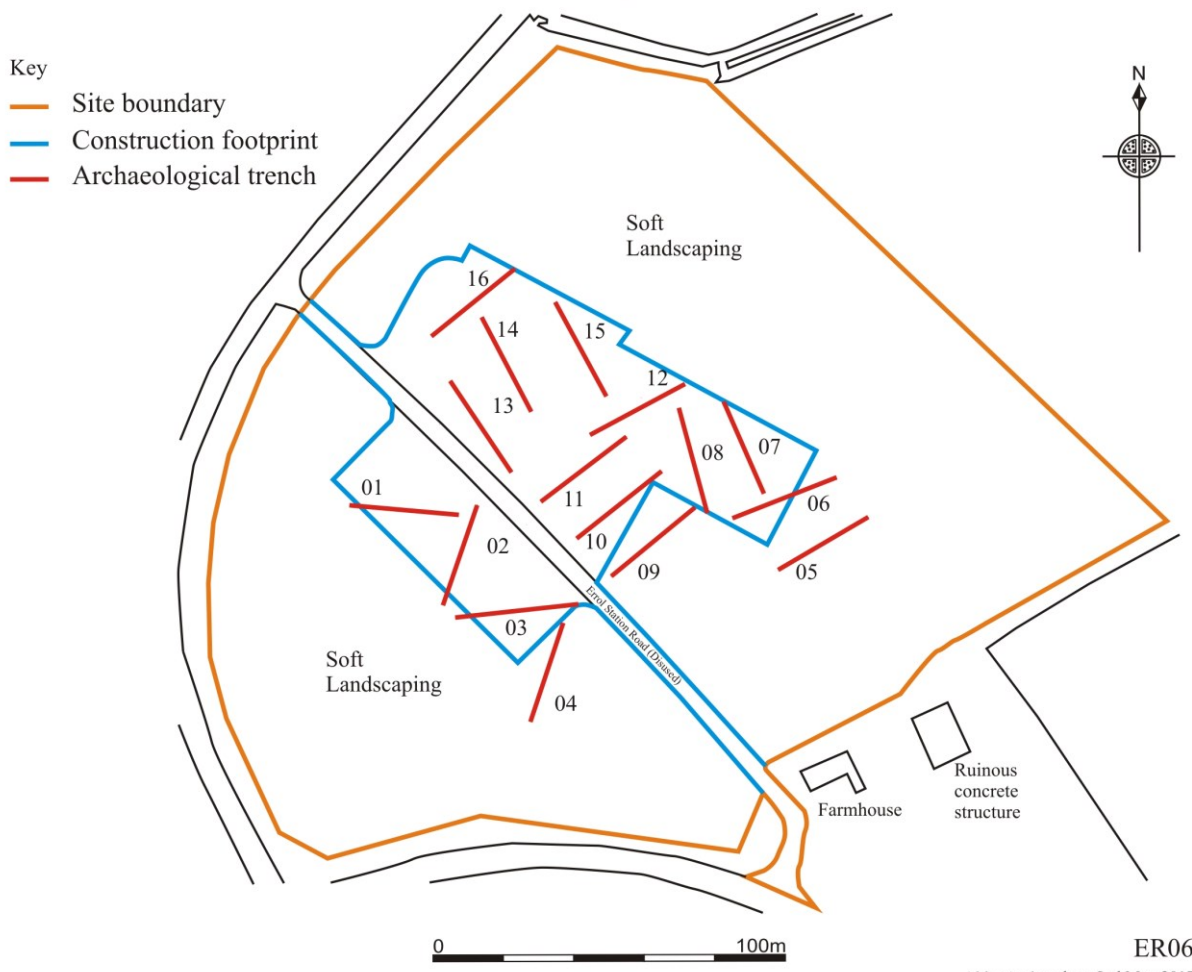 Key
Site boundary
Construction footprint
Archaeological trench
N
Soft
Landscaping
16
14
15
12
13
08
07
06
11
01
02
10
09
05
03
04
Errol Station Road (Disused)
Soft
Landscaping
Farmhouse
Ruinous
concrete
structure
0
100m
ER06